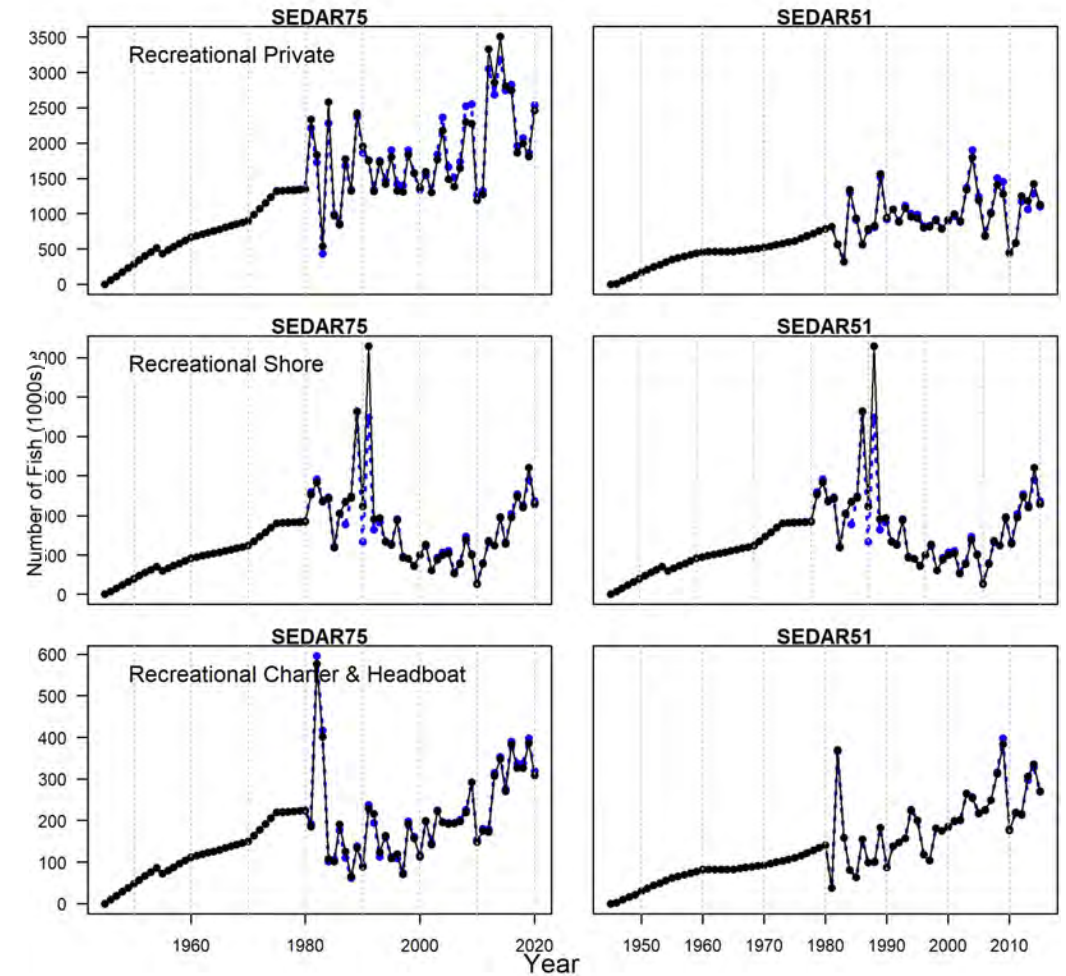 SEDAR75
SEDAR51
Recreational Private
3500
3000
2500
2000
1500
1000
500
0
SEDAR75
SEDAR51
Recreational Shore
Number of Fish (1000s)
0
SEDAR75
SEDAR51
Recreational Charter & Headboat
600
500
400
300
200
100
0
1960 1980 2000 2020
1950 1960 1970 1980 1990 2000 2010
Year